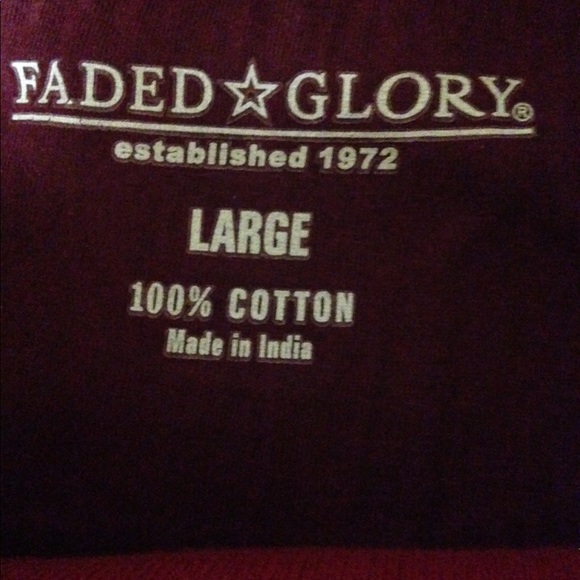 FADED☆GLORY®
established 1972
LARGE
100% COTTON
Made in India